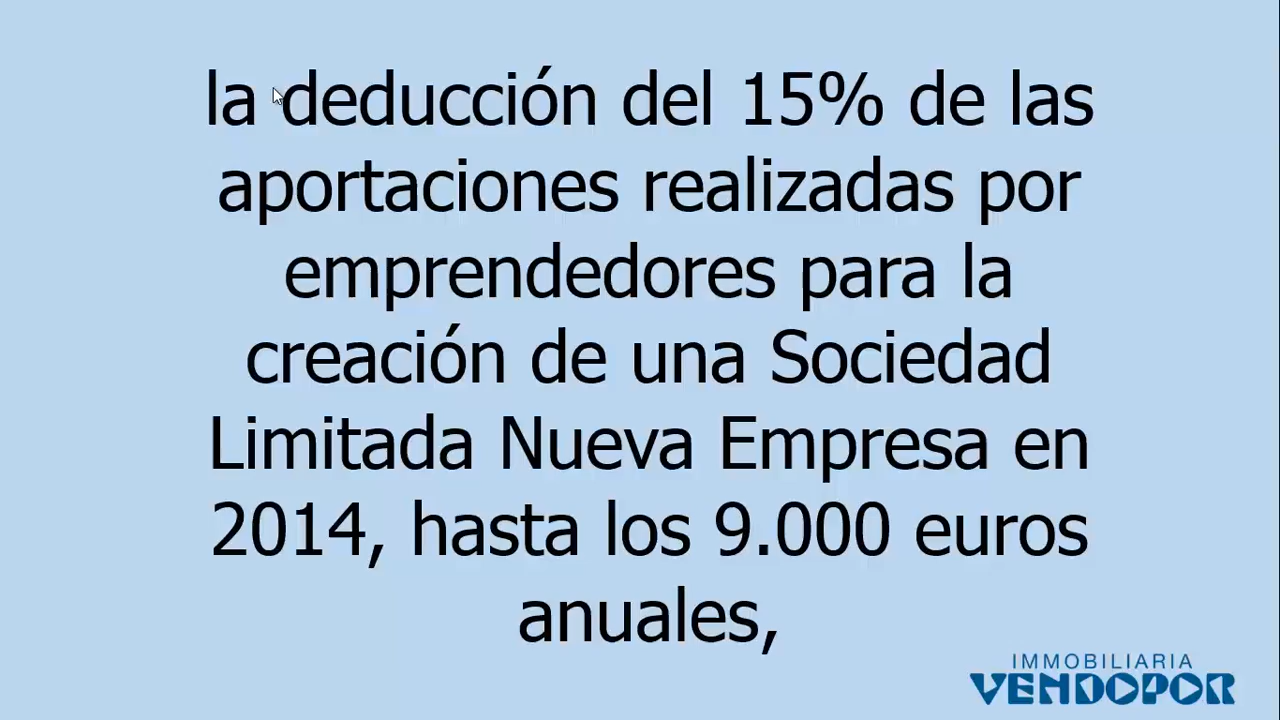 la deducción del 15% de las
aportaciones realizadas por
emprendedores para la
creación de una Sociedad
Limitada Nueva Empresa en
2014, hasta los 9.000 euros
anuales,
IMMOBILIARIA
VENDOPOR